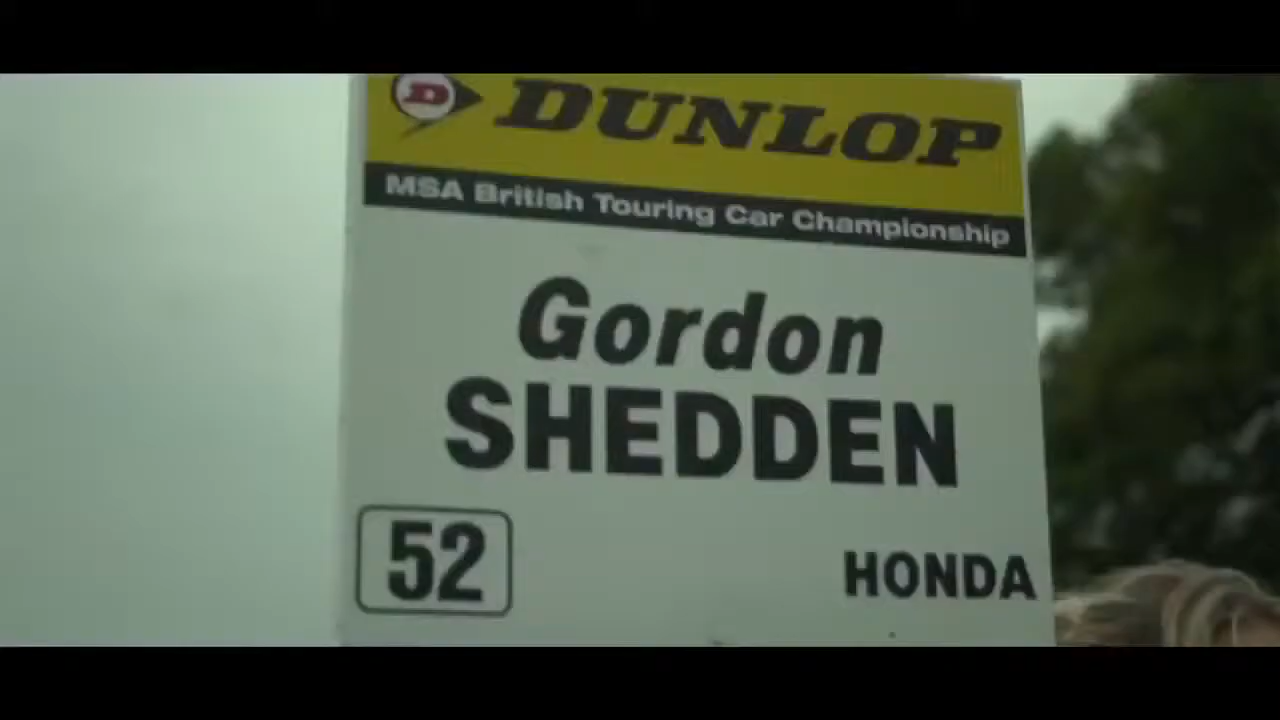 D DUNLOP
MSA British Touring Car Championship
Gordon
SHEDDEN
52
HONDA